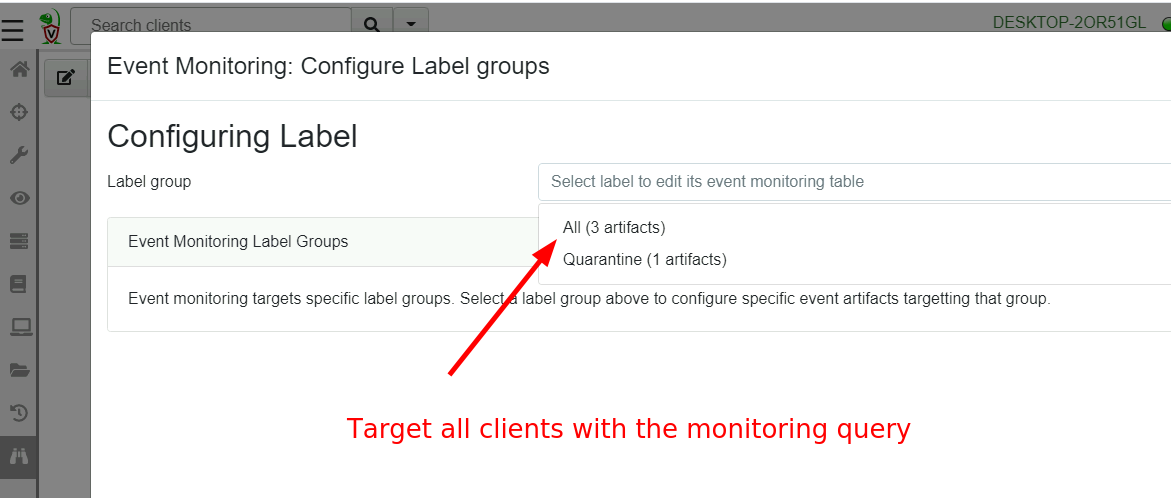 Search clients
DESKTOP-2OR51GL
Event Monitoring: Configure Label groups
Configuring Label
Label group
Select label to edit its event monitoring table
All (3 artifacts)
Quarantine (1 artifacts)
Event Monitoring Label Groups
Event monitoring targets specific label groups. Select a label group above to configure specific event artifacts targetting that group.
Target all clients with the monitoring query